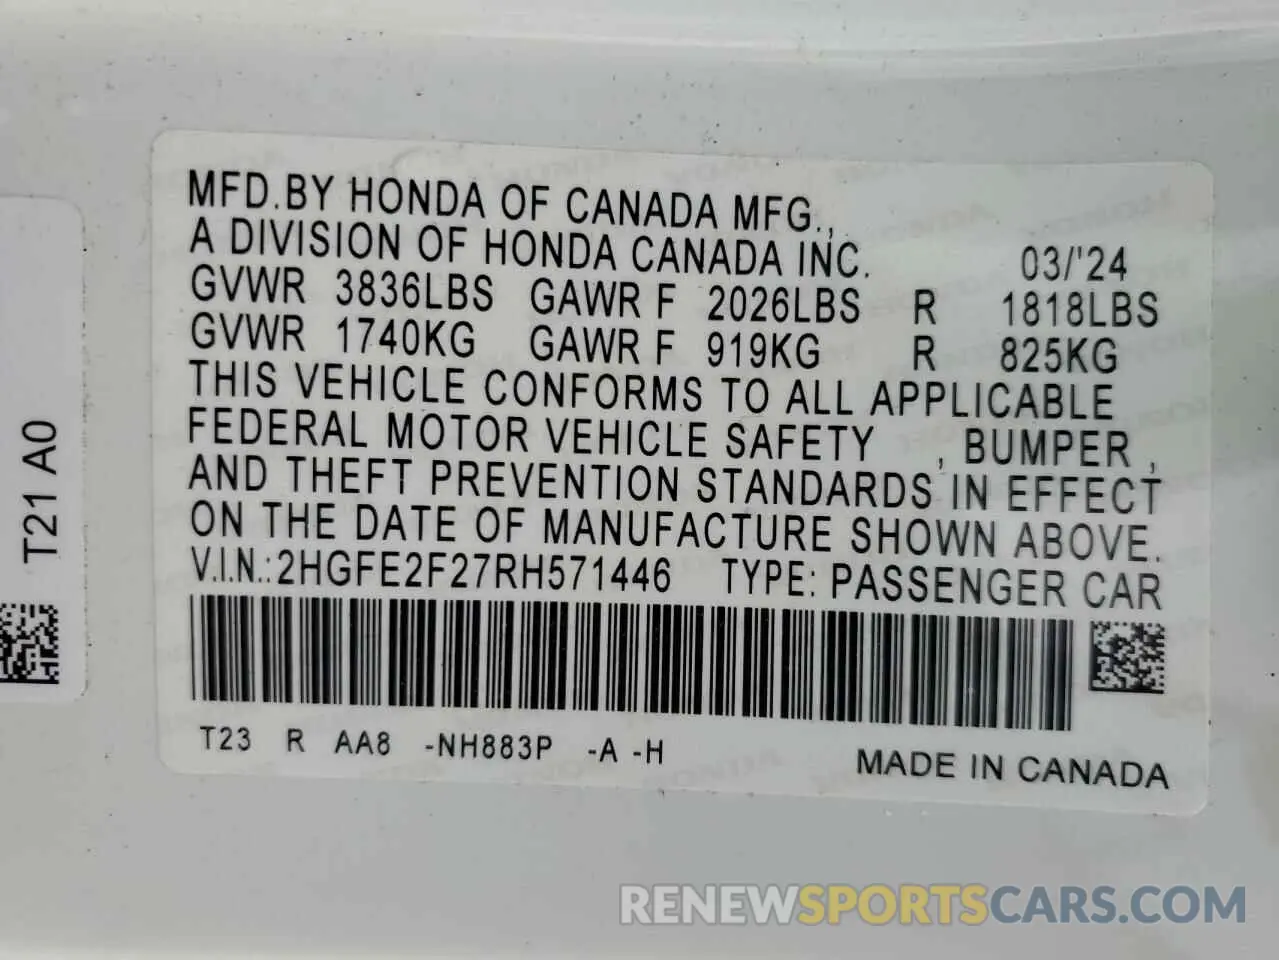 MFD.BY HONDA OF CANADA MFG.,
A DIVISION OF HONDA CANADA INC. 03/'24
GVWR 3836LBS GAWR F 2026LBS R 1818LBS
GVWR 1740KG GAWR F 919KG R 825KG
THIS VEHICLE CONFORMS TO ALL APPLICABLE
FEDERAL MOTOR VEHICLE SAFETY , BUMPER ,
AND THEFT PREVENTION STANDARDS IN EFFECT
ON THE DATE OF MANUFACTURE SHOWN ABOVE.
V.I.N.:2HGFE2F27RH571446 TYPE: PASSENGER CAR
T23 R AA8 -NH883P -A -H MADE IN CANADA
T21 A0
RENEWSPORTSCARS.COM